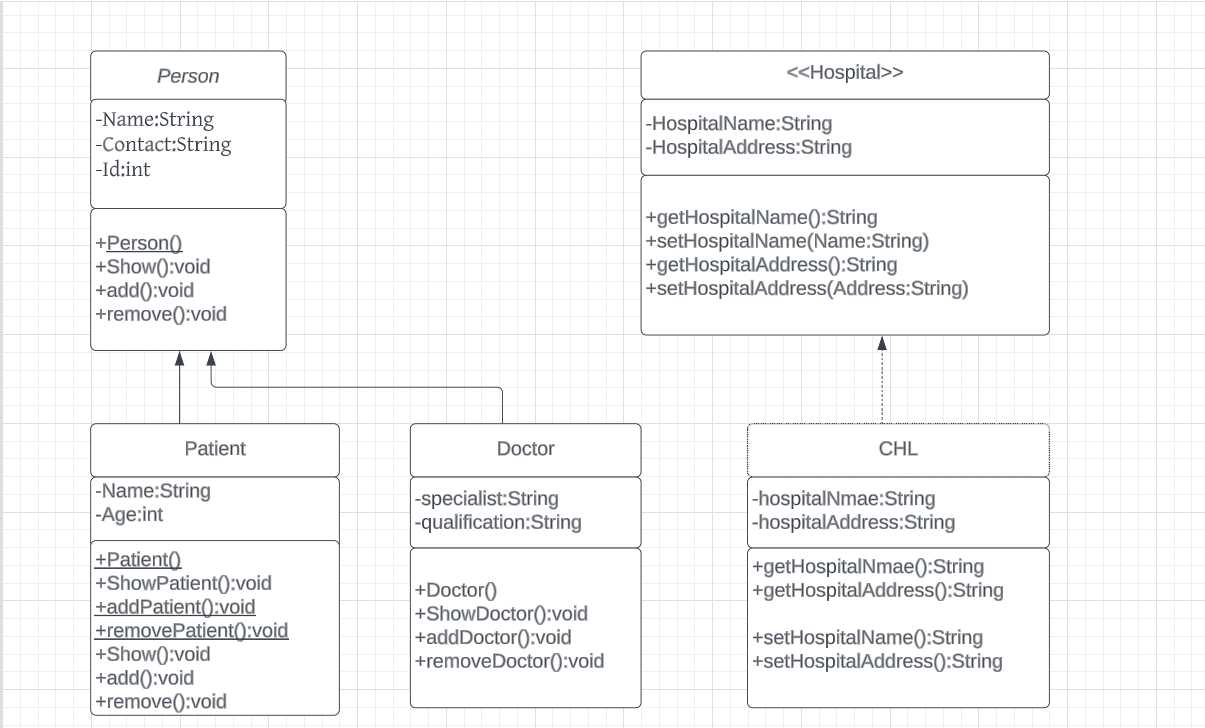 Person
-Name:String
-Contact:String
-Id:int
+Person()
+Show():void
+add():void
+remove():void
<<Hospital>>
-HospitalName:String
-HospitalAddress:String
+getHospitalName():String
+setHospitalName(Name:String)
+getHospitalAddress():String
+setHospitalAddress(Address:String)
Patient
-Name:String
-Age:int
+Patient()
+ShowPatient():void
+addPatient():void
+removePatient():void
+Show():void
+add():void
+remove():void
Doctor
-specialist:String
-qualification:String
+Doctor()
+ShowDoctor():void
+addDoctor():void
+removeDoctor():void
CHL
-hospitalNmae:String
-hospitalAddress:String
+getHospitalNmae():String
+getHospitalAddress():String
+setHospitalName():String
+setHospitalAddress():String